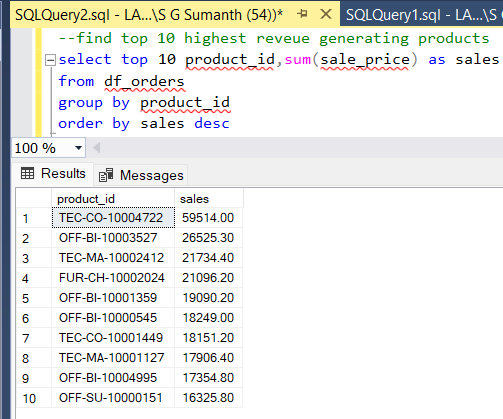 SQLQuery2.sql - LA...\S G Sumanth (54))* SQLQuery1.sql - LA...\S G
--find top 10 highest reveue generating products
select top 10 product_id,sum(sale_price) as sales
from df_orders
group by product_id
order by sales desc
100 %
Results Messages
product_id sales
1 TEC-CO-10004722 59514.00
2 OFF-BI-10003527 26525.30
3 TEC-MA-10002412 21734.40
4 FUR-CH-10002024 21096.20
5 OFF-BI-10001359 19090.20
6 OFF-BI-10000545 18249.00
7 TEC-CO-10001449 18151.20
8 TEC-MA-10001127 17906.40
9 OFF-BI-10004995 17354.80
10 OFF-SU-10000151 16325.80